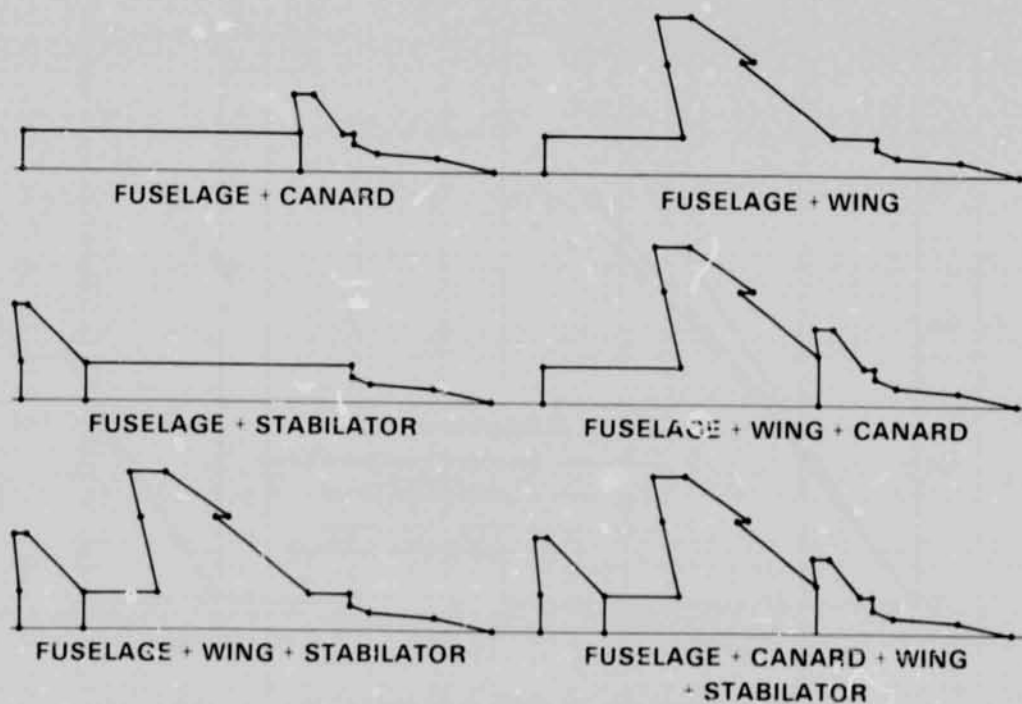 FUSELAGE + CANARD
FUSELAGE + WING
FUSELAGE + STABILATOR
FUSELAGE + WING + CANARD
FUSELAGE + WING + STABILATOR
FUSELAGE + CANARD + WING
+ STABILATOR